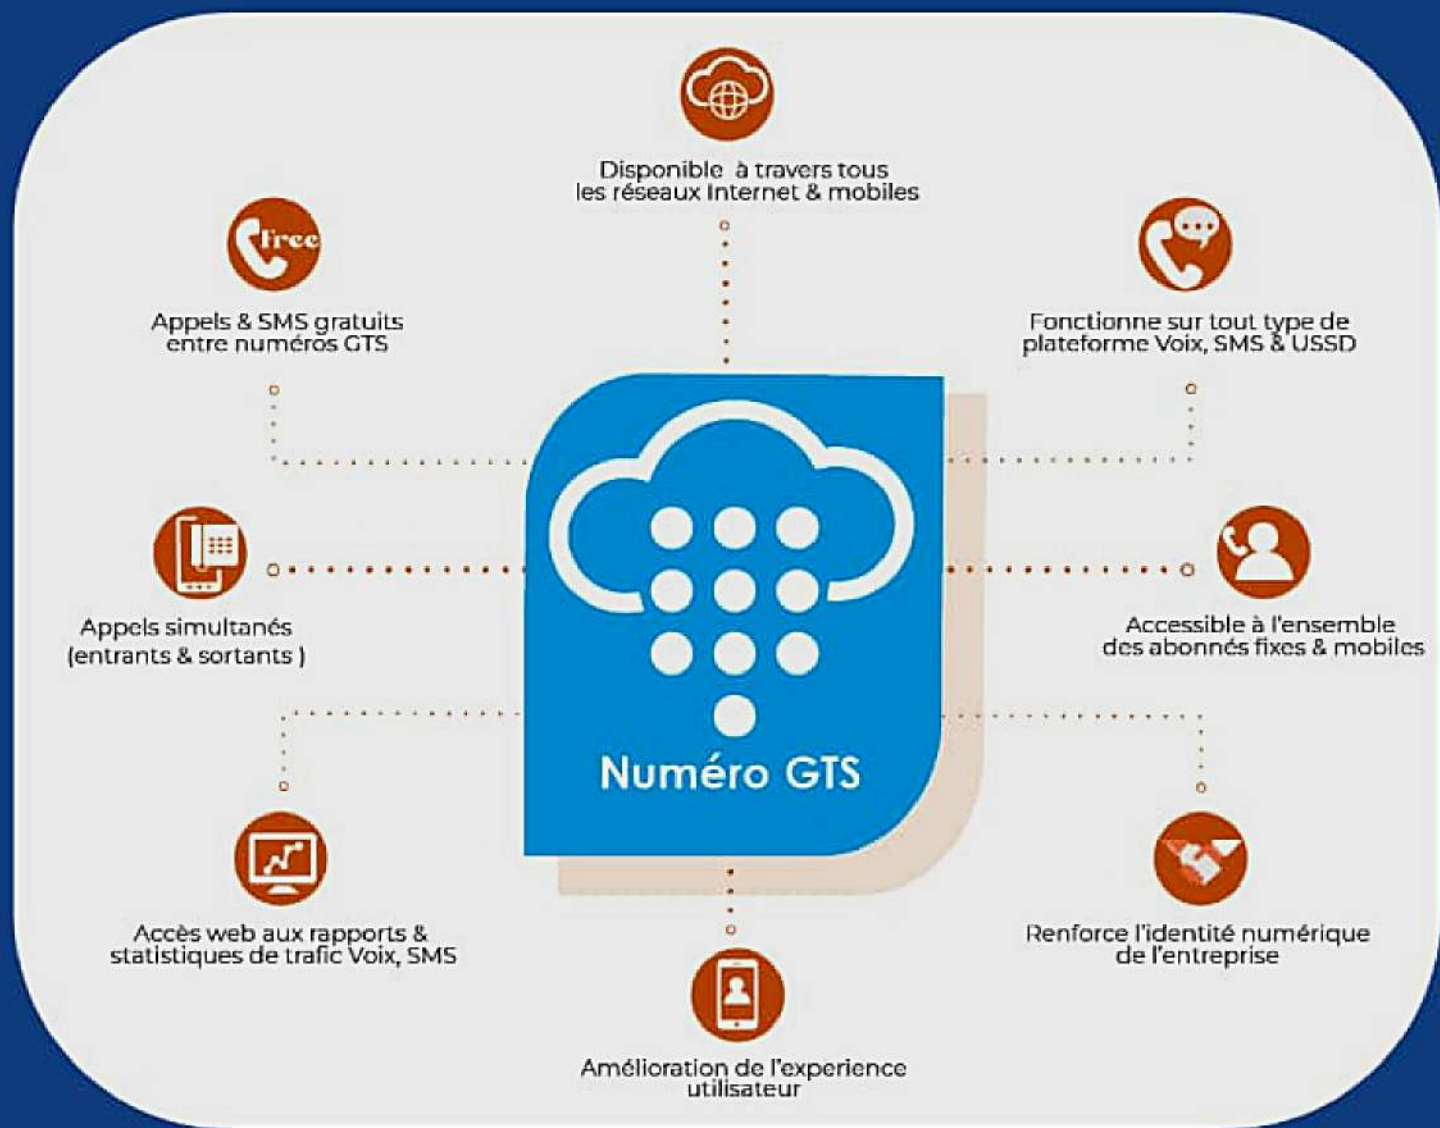 Disponible à travers tous
les réseaux Internet & mobiles
Free
Appels & SMS gratuits
entre numéros GTS
Fonctionne sur tout type de
plateforme Voix, SMS & USSD
Appels simultanés
(entrants & sortants )
Accessible à l'ensemble
des abonnés fixes & mobiles
Numéro GTS
Accès web aux rapports &
statistiques de trafic Voix, SMS
Renforce l'identité numérique
de l'entreprise
Amélioration de l'experience
utilisateur